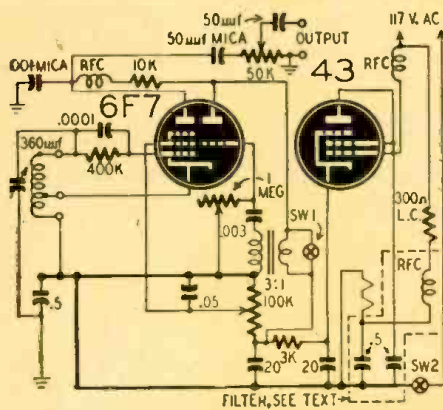 50μμf
50μμf MICA
OUTPUT
100μμf MICA
RFC
10K
50K
117 V. AC
RFC
6F7
43
.0001
360μμf
400K
1
MEG
SW1
300Ω
L.C.
.003
RFC
3:1
.5
.05
100K
3K
.5
20
20
SW2
FILTER, SEE TEXT